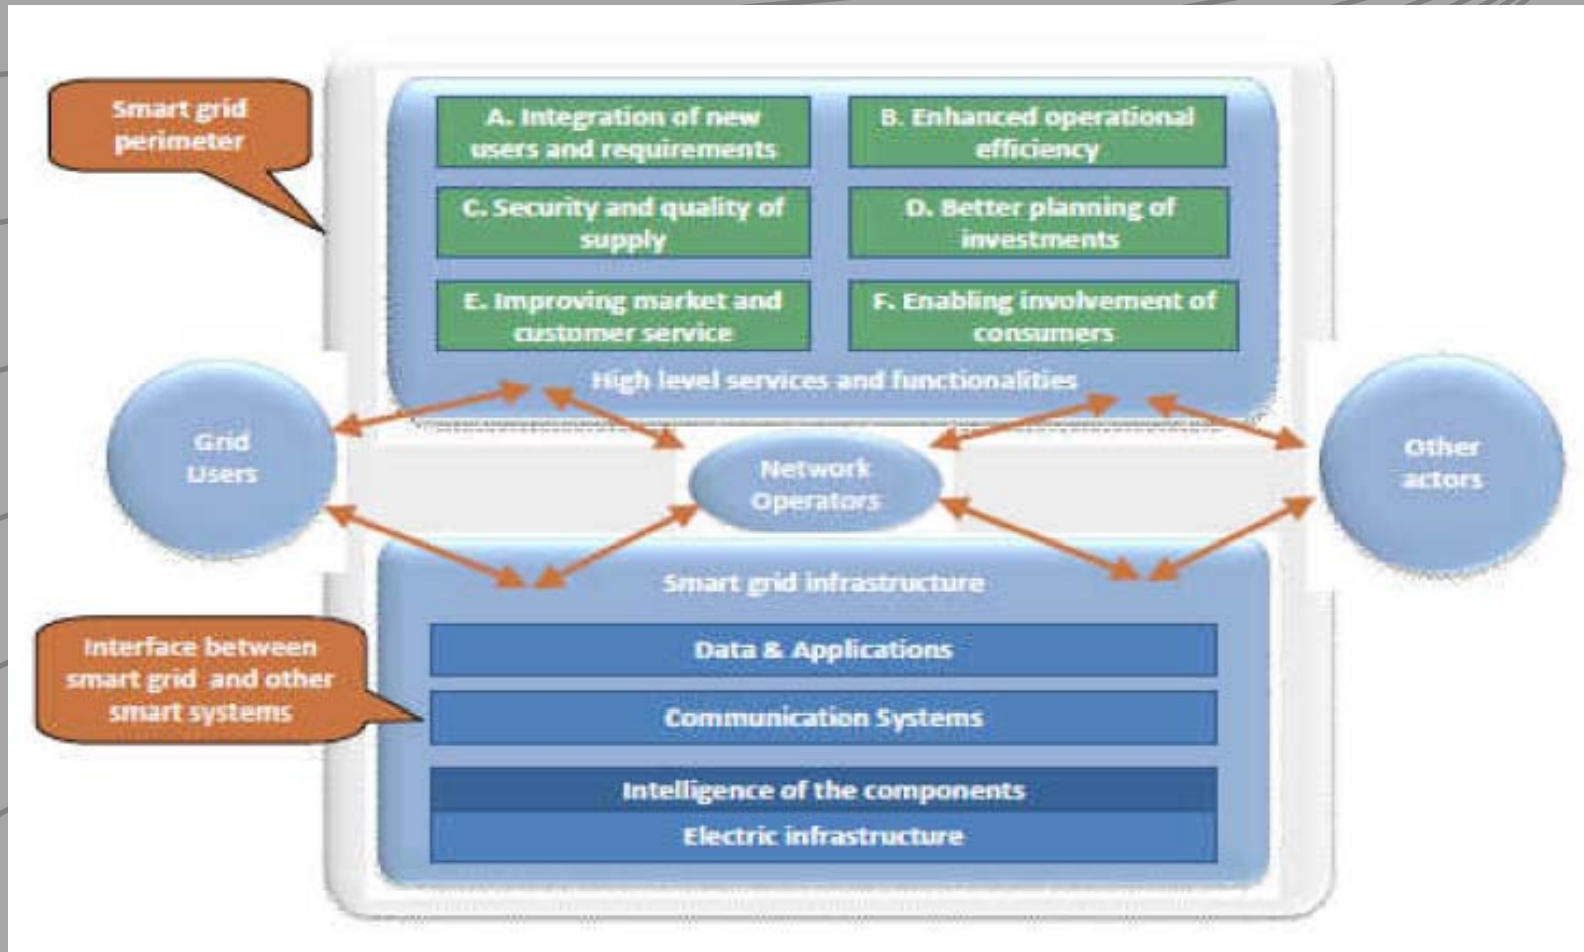 Smart grid
perimeter
A. Integration of new
users and requirements
B. Enhanced operational
efficiency
C. Security and quality of
supply
D. Better planning of
investments
E. Improving market and
customer service
F. Enabling involvement of
consumers
High level services and functionalities
Grid
Users
Network
Operators
Other
actors
Smart grid infrastructure
Interface between
smart grid and other
smart systems
Data & Applications
Communication Systems
Intelligence of the components
Electric infrastructure